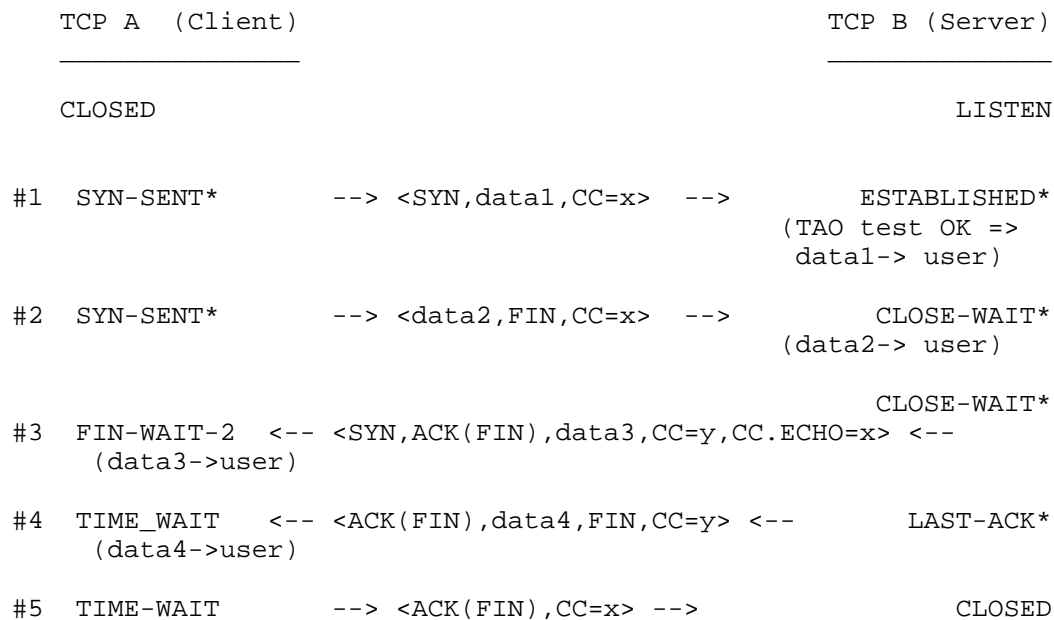 TCP A  (Client)                                 TCP B (Server)
_______________                                 ______________
CLOSED                                                  LISTEN
#1  SYN-SENT*       --> <SYN,data1,CC=x>  -->       ESTABLISHED*
(TAO test OK =>
data1-> user)
#2  SYN-SENT*       --> <data2,FIN,CC=x>  -->        CLOSE-WAIT*
(data2-> user)
CLOSE-WAIT*
#3  FIN-WAIT-2  <-- <SYN,ACK(FIN),data3,CC=y,CC.ECHO=x> <--
(data3->user)
#4  TIME_WAIT   <-- <ACK(FIN),data4,FIN,CC=y> <--      LAST-ACK*
(data4->user)
#5  TIME-WAIT       --> <ACK(FIN),CC=x> -->               CLOSED